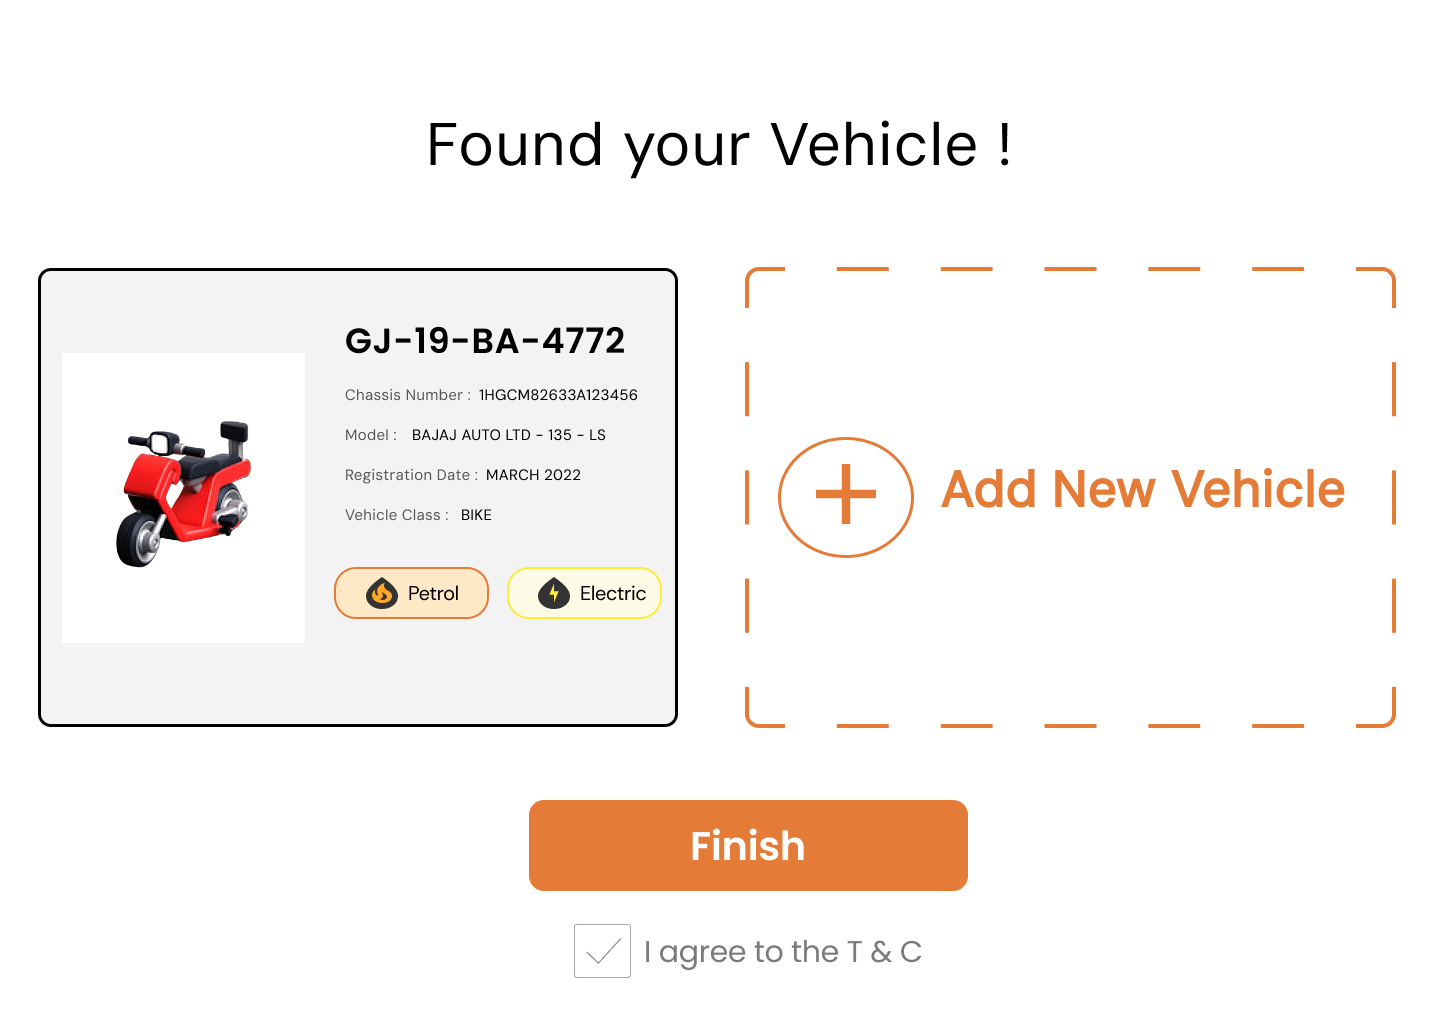 Found your Vehicle !
GJ-19-BA-4772
Chassis Number : 1HGCM82633A123456
Model : BAJAJ AUTO LTD - 135 - LS
Registration Date : MARCH 2022
Vehicle Class : BIKE
Petrol Electric
Add New Vehicle
Finish
I agree to the T & C